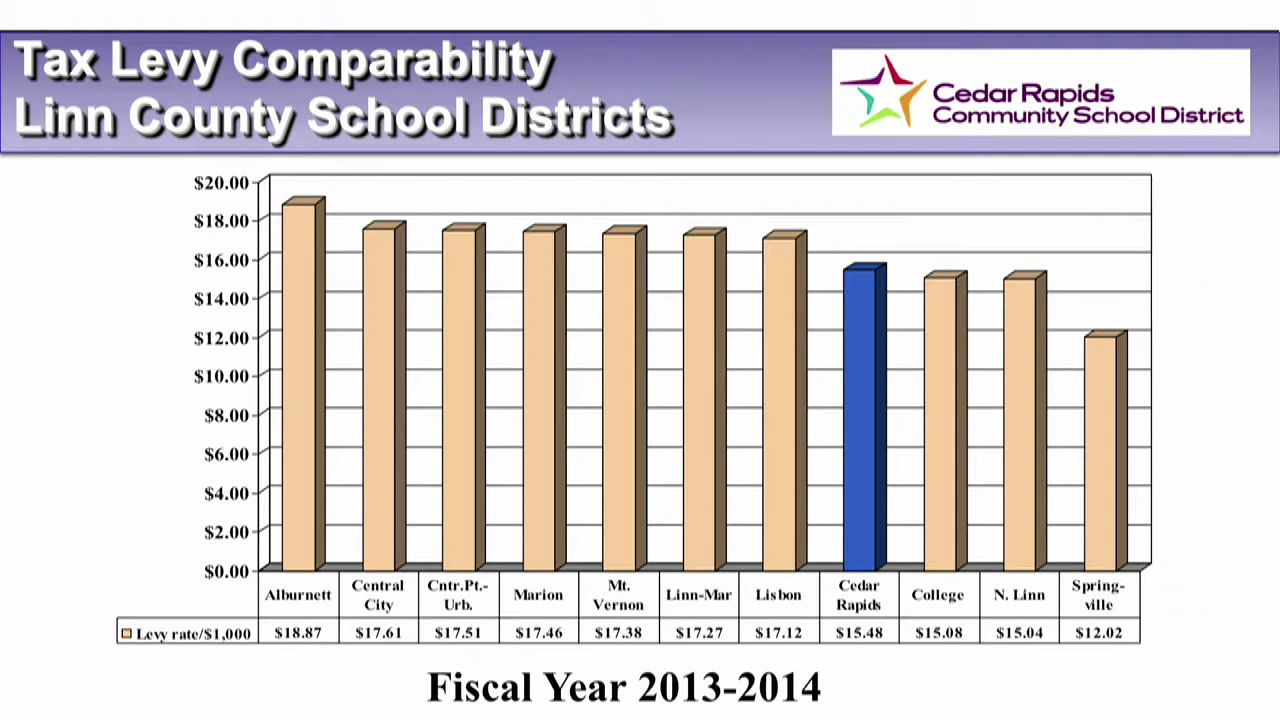 Tax Levy Comparability
Linn County School Districts
Cedar Rapids
Community School District
$20.00
$18.00
$16.00
$14.00
$12.00
$10.00
$8.00
$6.00
$4.00
$2.00
$0.00
Alburnett Central City Cntr.Pt.-Urb. Marion Mt. Vernon Linn-Mar Lisbon Cedar Rapids College N. Linn Spring-ville
Levy rate/$1,000 $18.87 $17.61 $17.51 $17.46 $17.38 $17.27 $17.12 $15.48 $15.08 $15.04 $12.02
Fiscal Year 2013-2014